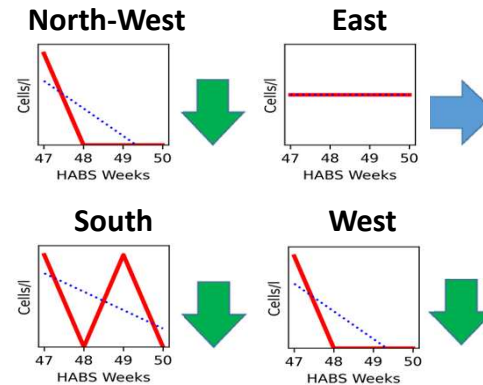 North-West
Cells/l
47 48 49 50
HABS Weeks
East
Cells/l
47 48 49 50
HABS Weeks
South
Cells/l
47 48 49 50
HABS Weeks
West
Cells/l
47 48 49 50
HABS Weeks